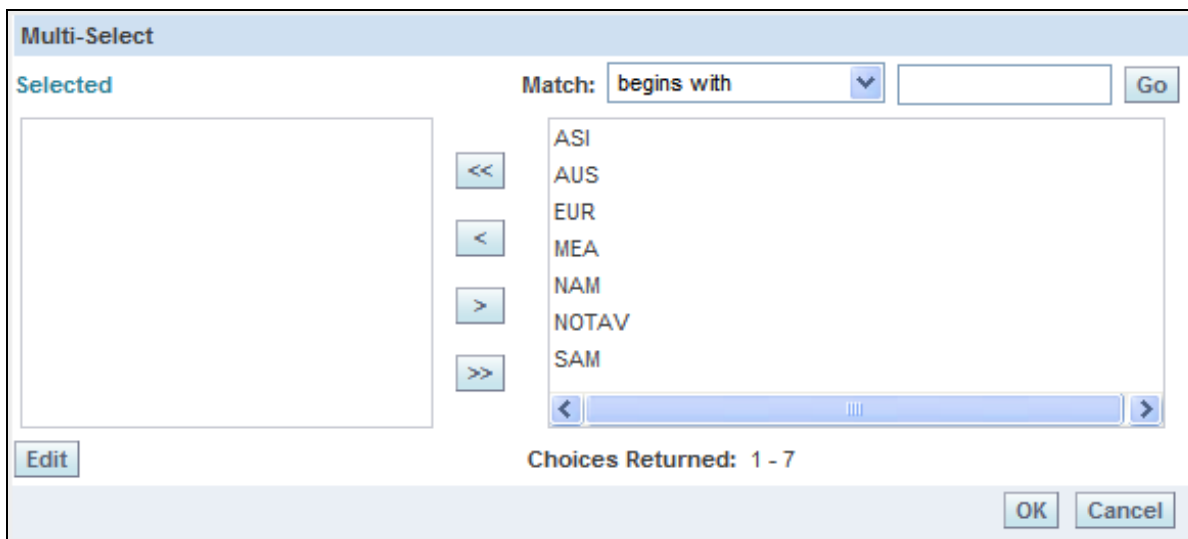 Multi-Select
Selected Match: begins with Go
ASI
<< AUS
EUR
< MEA
NAM
> NOTAV
SAM
>>
Edit Choices Returned: 1 - 7
OK Cancel